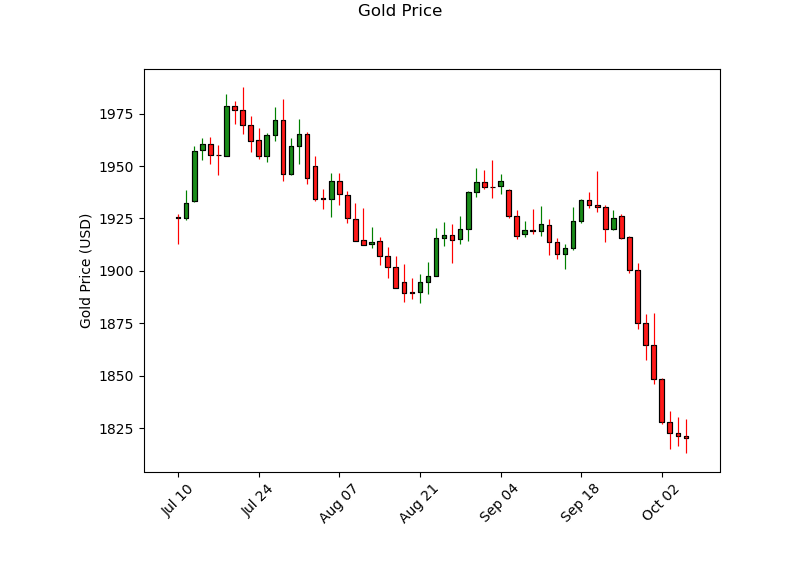 Gold Price
Gold Price (USD)
1975
1950
1925
1900
1875
1850
1825
Jul 10
Jul 24
Aug 07
Aug 21
Sep 04
Sep 18
Oct 02